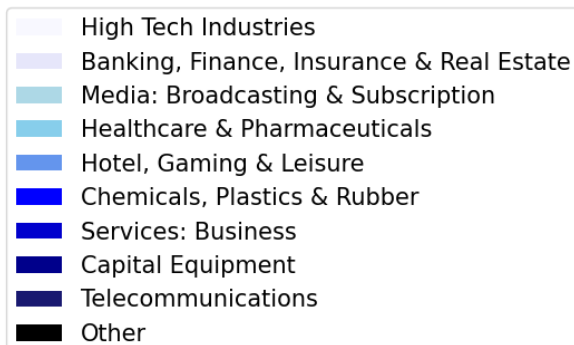 High Tech Industries
Banking, Finance, Insurance & Real Estate
Media: Broadcasting & Subscription
Healthcare & Pharmaceuticals
Hotel, Gaming & Leisure
Chemicals, Plastics & Rubber
Services: Business
Capital Equipment
Telecommunications
Other